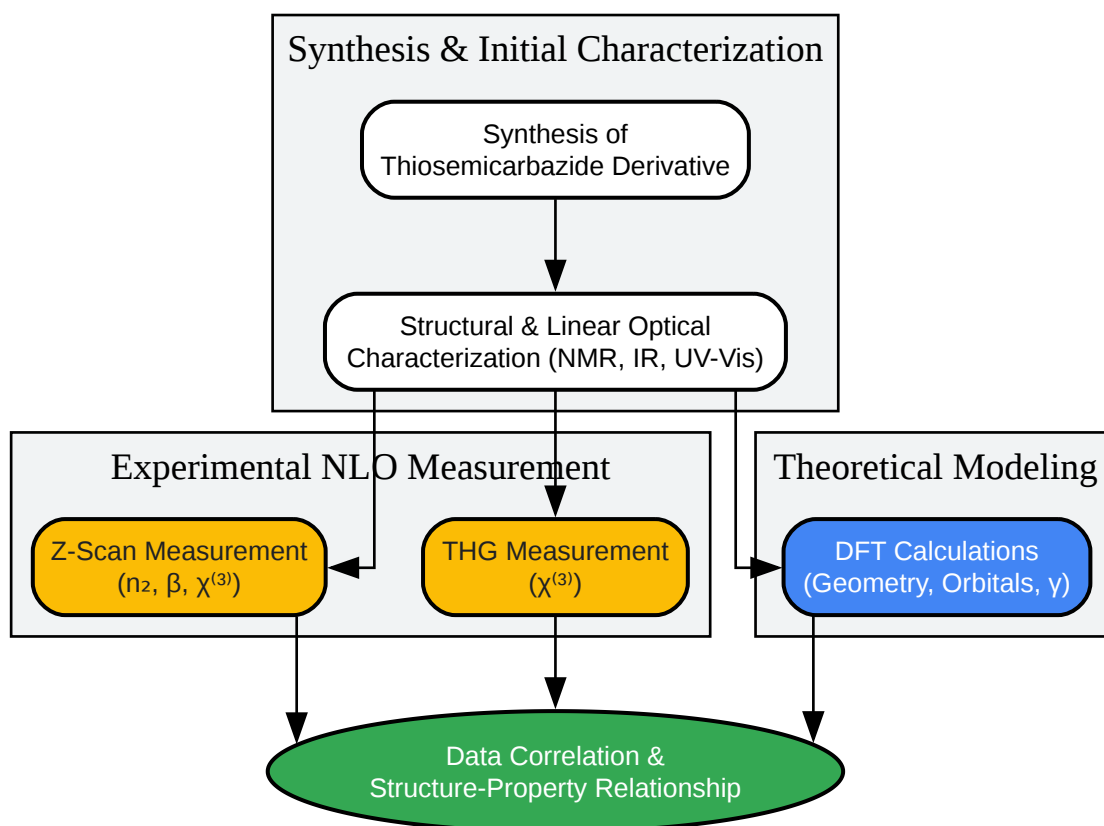 Synthesis & Initial Characterization
Synthesis of
Thiosemicarbazide Derivative
Structural & Linear Optical
Characterization (NMR, IR, UV-Vis)
Experimental NLO Measurement
Theoretical Modeling
Z-Scan Measurement
(n₂, β, χ⁽³⁾)
THG Measurement
(χ⁽³⁾)
DFT Calculations
(Geometry, Orbitals, γ)
Data Correlation &
Structure-Property Relationship